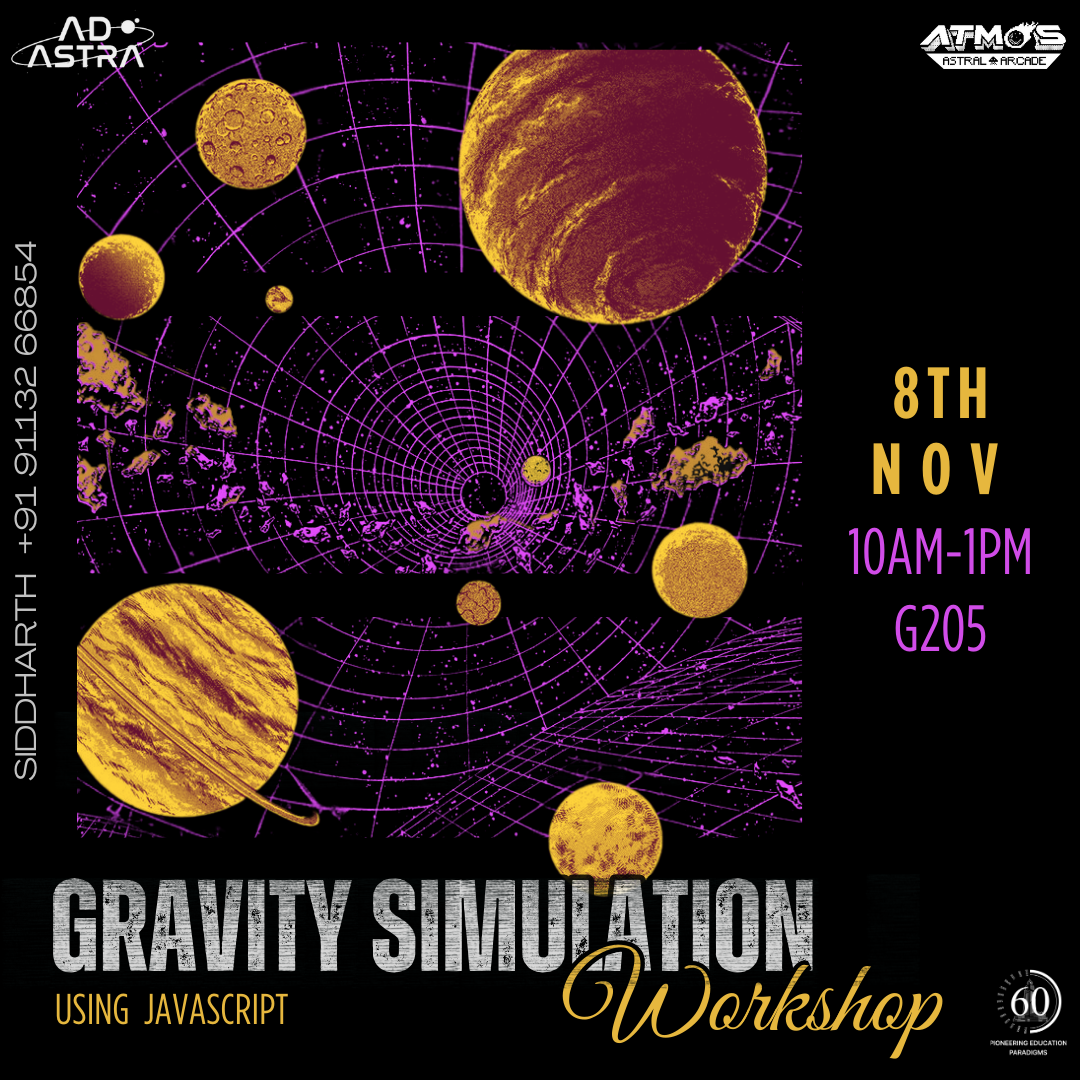 AD
ASTRA
ATMOS
ASTRAL ♠ ARCADE
SIDDHARTH +91 91132 66854
8TH
NOV
10AM-1PM
G205
GRAVITY SIMULATION
Workshop
USING JAVASCRIPT
60
PIONEERING EDUCATION
PARADIGMS